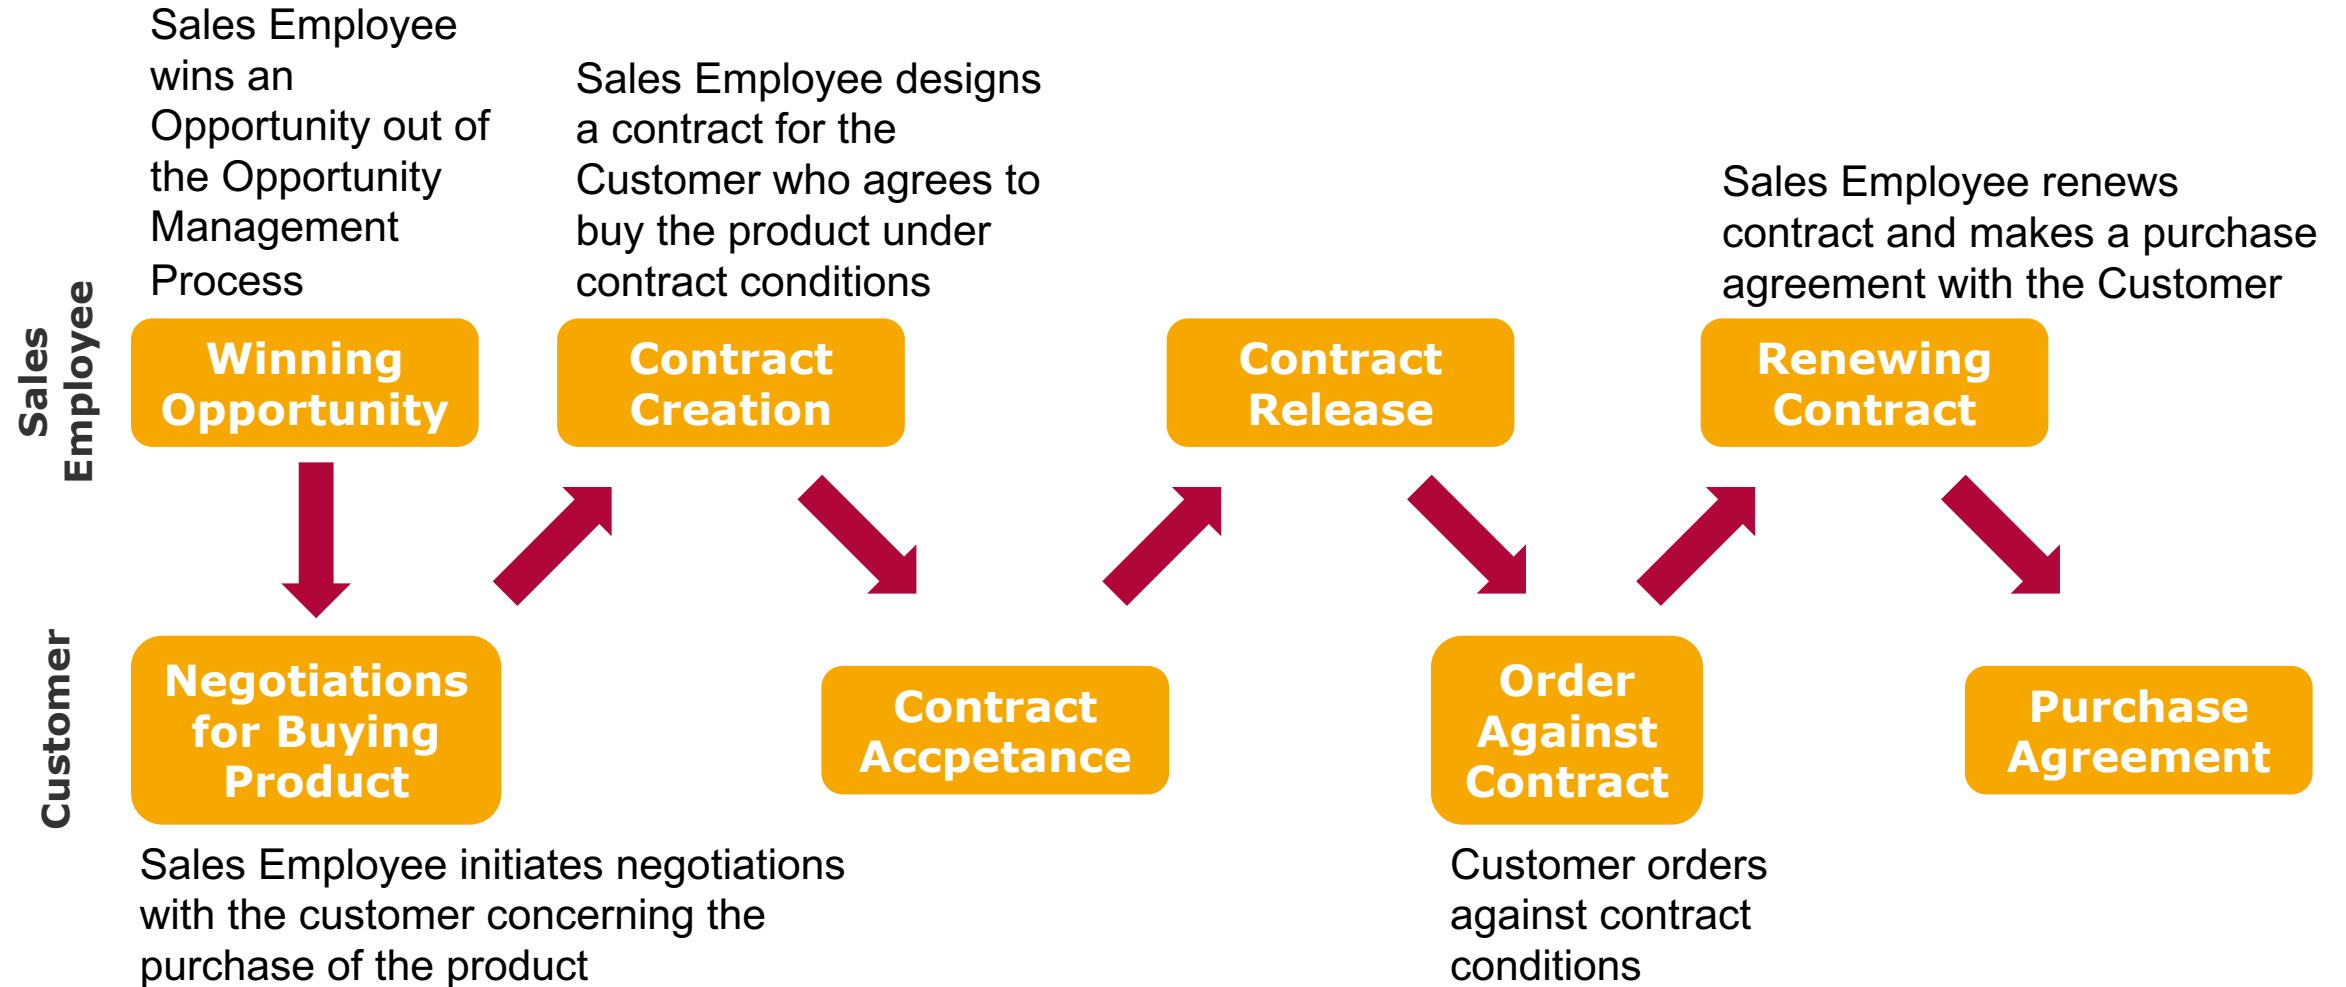 Sales Employee
wins an
Opportunity out of
the Opportunity
Management
Process
Sales Employee designs
a contract for the
Customer who agrees to
buy the product under
contract conditions
Sales Employee renews
contract and makes a purchase
agreement with the Customer
Sales
Employee
Winning
Opportunity
Contract
Creation
Contract
Release
Renewing
Contract
Customer
Negotiations
for Buying
Product
Contract
Accpetance
Order
Against
Contract
Purchase
Agreement
Sales Employee initiates negotiations
with the customer concerning the
purchase of the product
Customer orders
against contract
conditions